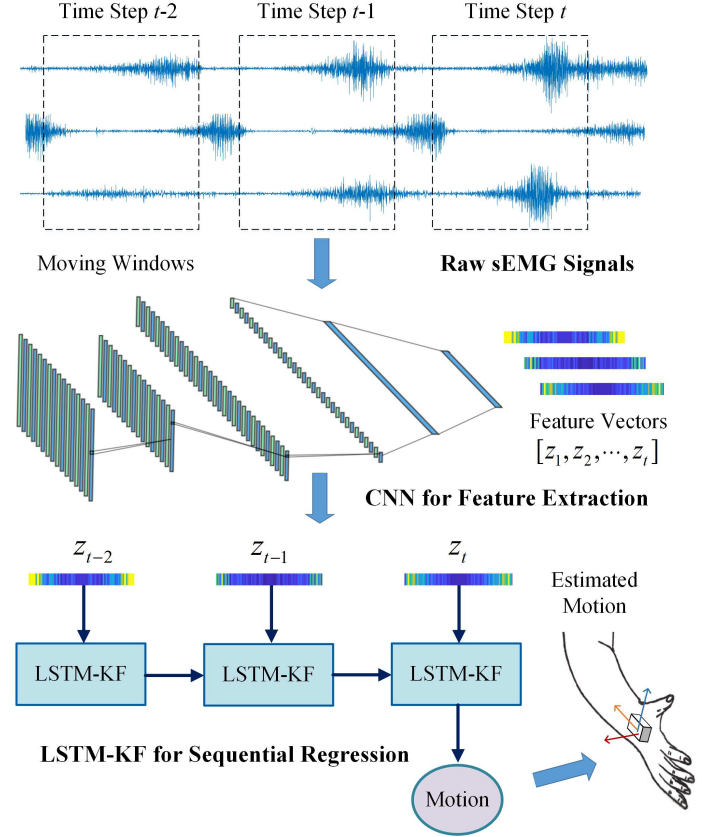 Time Step t-2
Time Step t-1
Time Step t
Moving Windows
Raw sEMG Signals
Feature Vectors
[z₁, z₂, ⋯, zₜ]
CNN for Feature Extraction
zₜ₋₂
zₜ₋₁
zₜ
Estimated
Motion
LSTM-KF
LSTM-KF
LSTM-KF
LSTM-KF for Sequential Regression
Motion